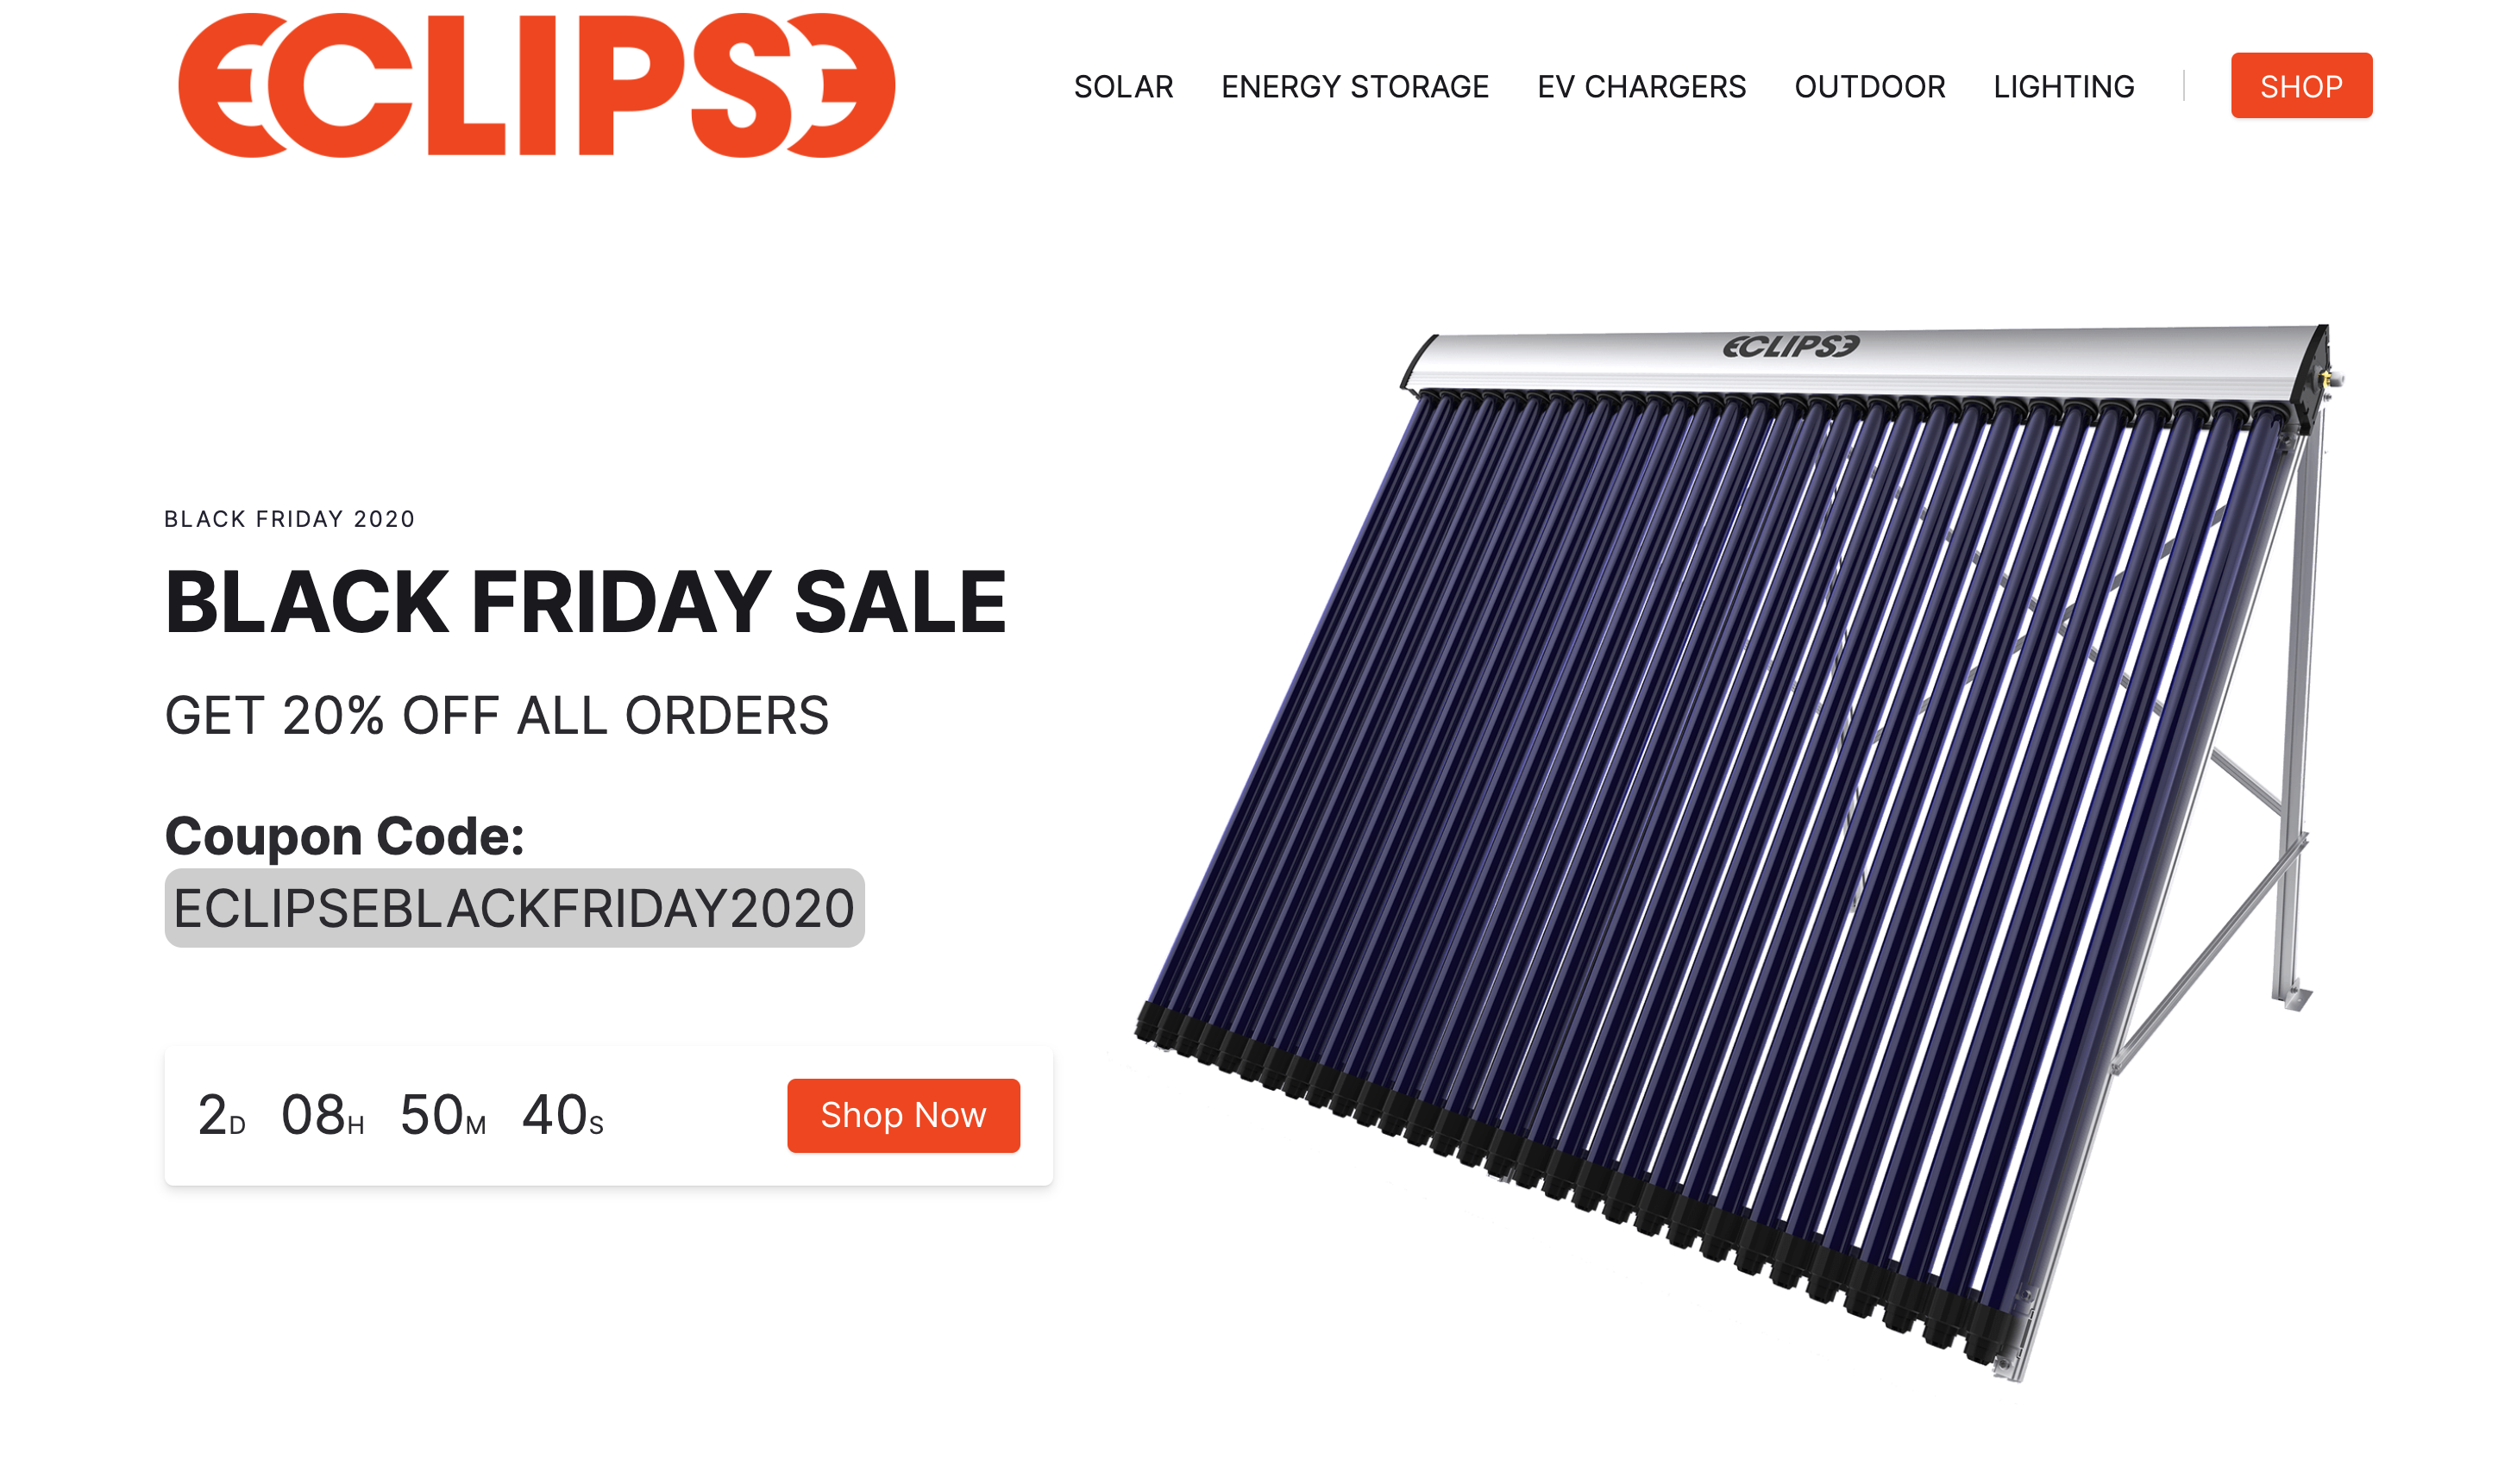 ECLIPSE
SOLAR ENERGY STORAGE EV CHARGERS OUTDOOR LIGHTING SHOP
ECLIPSE
BLACK FRIDAY 2020
BLACK FRIDAY SALE
GET 20% OFF ALL ORDERS
Coupon Code:
ECLIPSEBLACKFRIDAY2020
2D 08H 50M 40S Shop Now